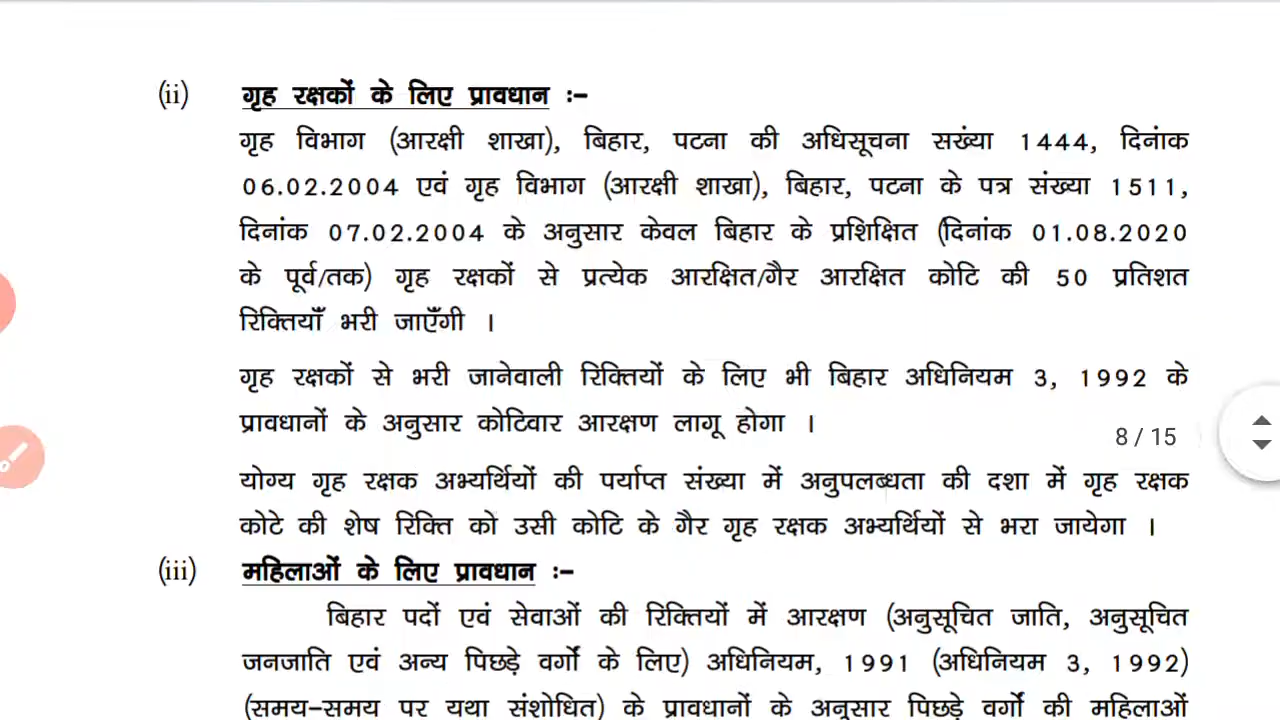 (ii) गृह रक्षकों के लिए प्रावधान :–
गृह विभाग (आरक्षी शाखा), बिहार, पटना की अधिसूचना सख्ंया 1444, दिनांक
06.02.2004 एवं गृह विभाग (आरक्षी शाखा), बिहार, पटना के पत्र संख्या 1511,
दिनांक 07.02.2004 के अनुसार केवल बिहार के प्रशिक्षित (दिनांक 01.08.2020
के पूर्व/तक) गृह रक्षकों से प्रत्येक आरक्षित/गैर आरक्षित कोटि की 50 प्रतिशत
रिक्तियाँ भरी जाएँगी ।
गृह रक्षकों से भरी जानेवाली रिक्तियों के लिए भी बिहार अधिनियम 3, 1992 के
प्रावधानों के अनुसार कोटिवार आरक्षण लागू होगा ।
8 / 15
योग्य गृह रक्षक अभ्यर्थियों की पर्याप्त संख्या में अनुपलब्धता की दशा में गृह रक्षक
कोटे की शेष रिक्ति को उसी कोटि के गैर गृह रक्षक अभ्यर्थियों से भरा जायेगा ।
(iii) महिलाओं के लिए प्रावधान :–
बिहार पदों एवं सेवाओं की रिक्तियों में आरक्षण (अनुसूचित जाति, अनुसूचित
जनजाति एवं अन्य पिछड़े वर्गों के लिए) अधिनियम, 1991 (अधिनियम 3, 1992)
(समय–समय पर यथा संशोधित) के प्रावधानों के अनुसार पिछड़े वर्गों की महिलाओं